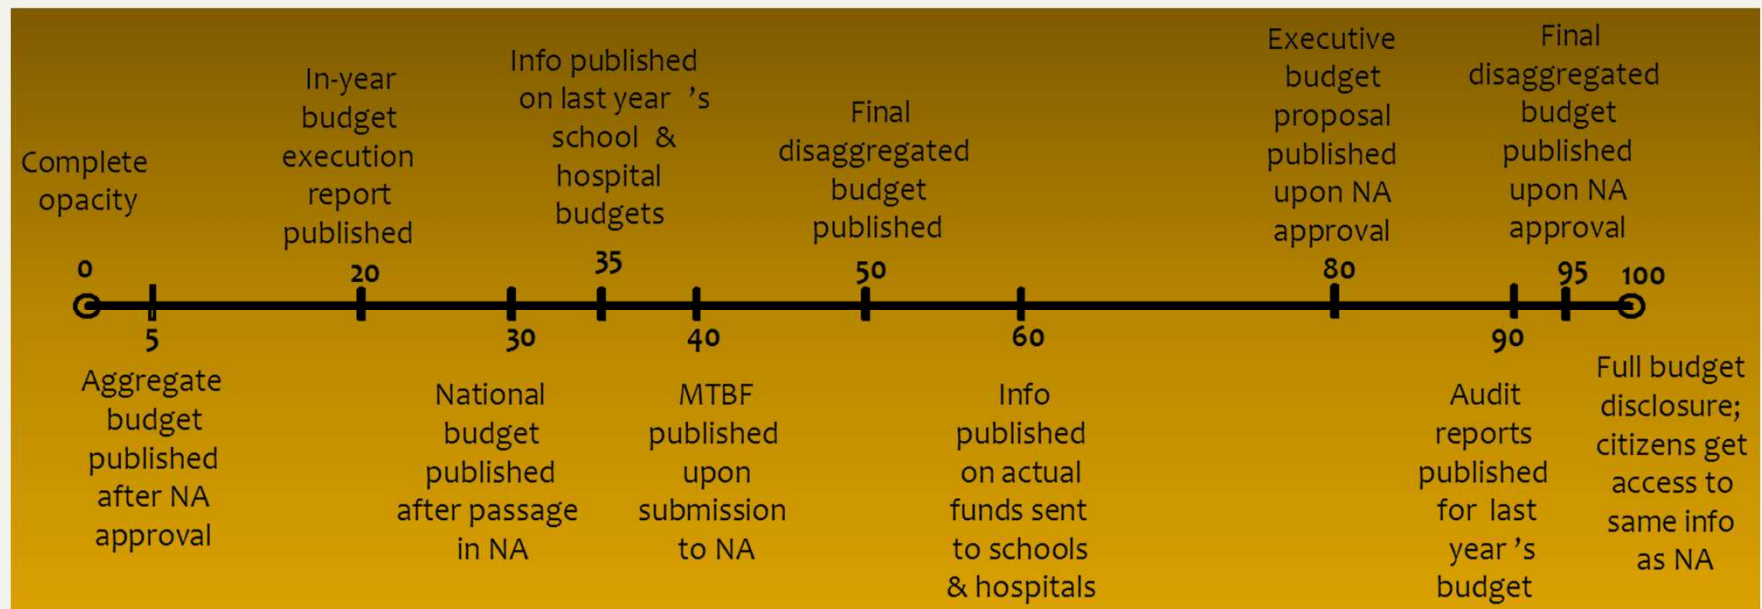 Complete
opacity
In-year
budget
execution
report
published
Info published
on last year ’s
school &
hospital
budgets
Final
disaggregated
budget
published
Executive
budget
proposal
published
upon NA
approval
Final
disaggregated
budget
published
upon NA
approval
0
20
35
50
80
95
100
5
30
40
60
90
Aggregate
budget
published
after NA
approval
National
budget
published
after passage
in NA
MTBF
published
upon
submission
to NA
Info
published
on actual
funds sent
to schools
& hospitals
Audit
reports
published
for last
year ’s
budget
Full budget
disclosure;
citizens get
access to
same info
as NA